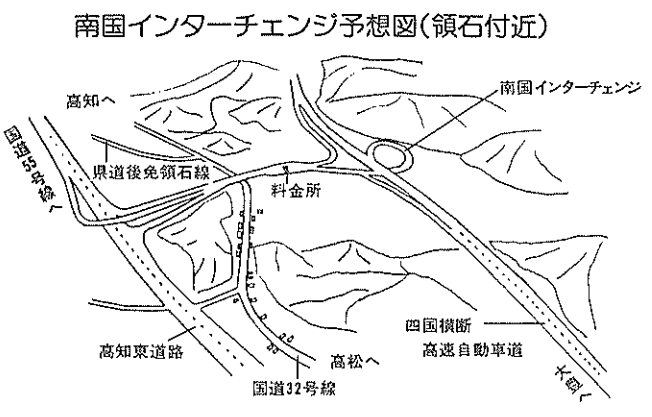 南国インターチェンジ予想図(領石付近)
高知へ
南国インターチェンジ
国道55号線へ
県道後免領石線
料金所
四国横断
高速自動車道
高知東道路
高松へ
国道32号線
大豊へ